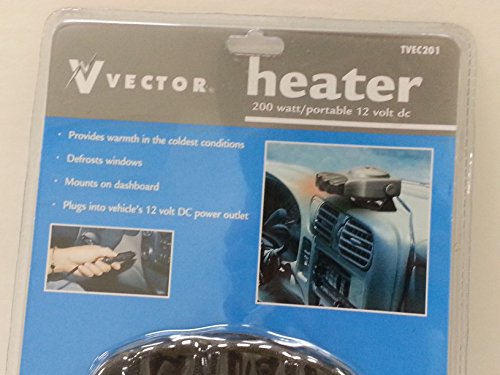 TVEC201
VECTOR®
heater
200 watt/portable 12 volt dc
• Provides warmth in the coldest conditions
• Defrosts windows
• Mounts on dashboard
• Plugs into vehicle's 12 volt DC power outlet